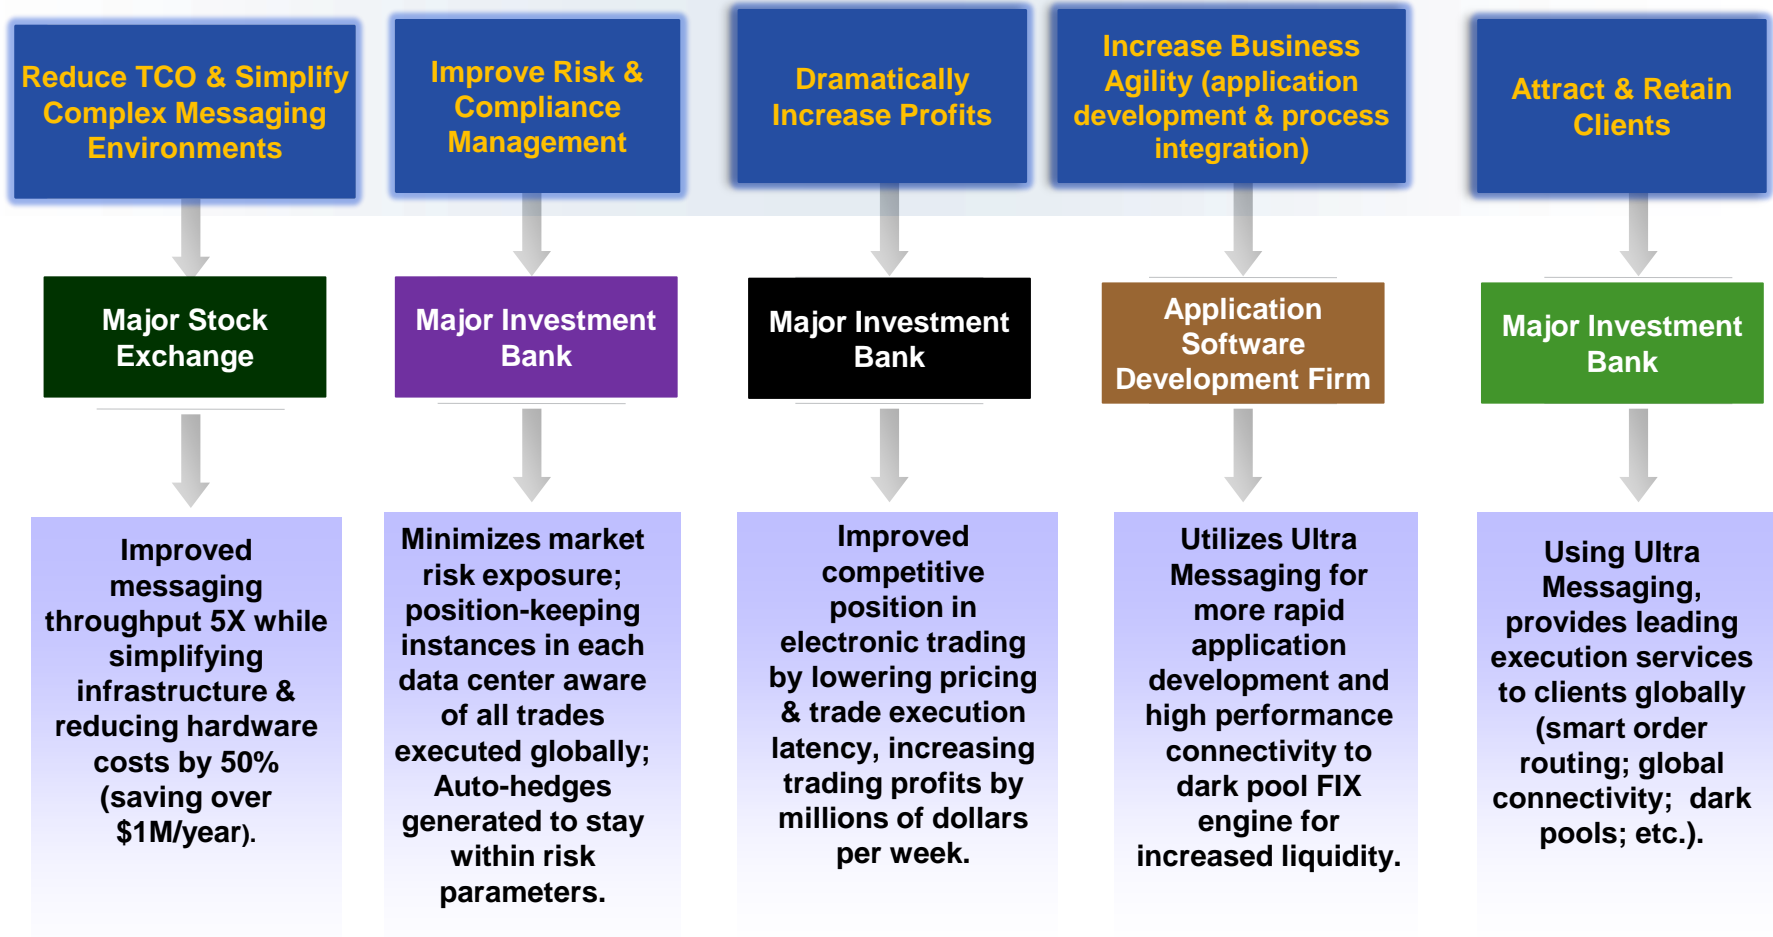 Reduce TCO & Simplify
Complex Messaging
Environments
Improve Risk &
Compliance
Management
Dramatically
Increase Profits
Increase Business
Agility (application
development & process
integration)
Attract & Retain
Clients
Major Stock
Exchange
Major Investment
Bank
Major Investment
Bank
Application
Software
Development Firm
Major Investment
Bank
Improved
messaging
throughput 5X while
simplifying
infrastructure &
reducing hardware
costs by 50%
(saving over
$1M/year).
Minimizes market
risk exposure;
position-keeping
instances in each
data center aware
of all trades
executed globally;
Auto-hedges
generated to stay
within risk
parameters.
Improved
competitive
position in
electronic trading
by lowering pricing
& trade execution
latency, increasing
trading profits by
millions of dollars
per week.
Utilizes Ultra
Messaging for
more rapid
application
development and
high performance
connectivity to
dark pool FIX
engine for
increased liquidity.
Using Ultra
Messaging,
provides leading
execution services
to clients globally
(smart order
routing; global
connectivity;  dark
pools; etc.).